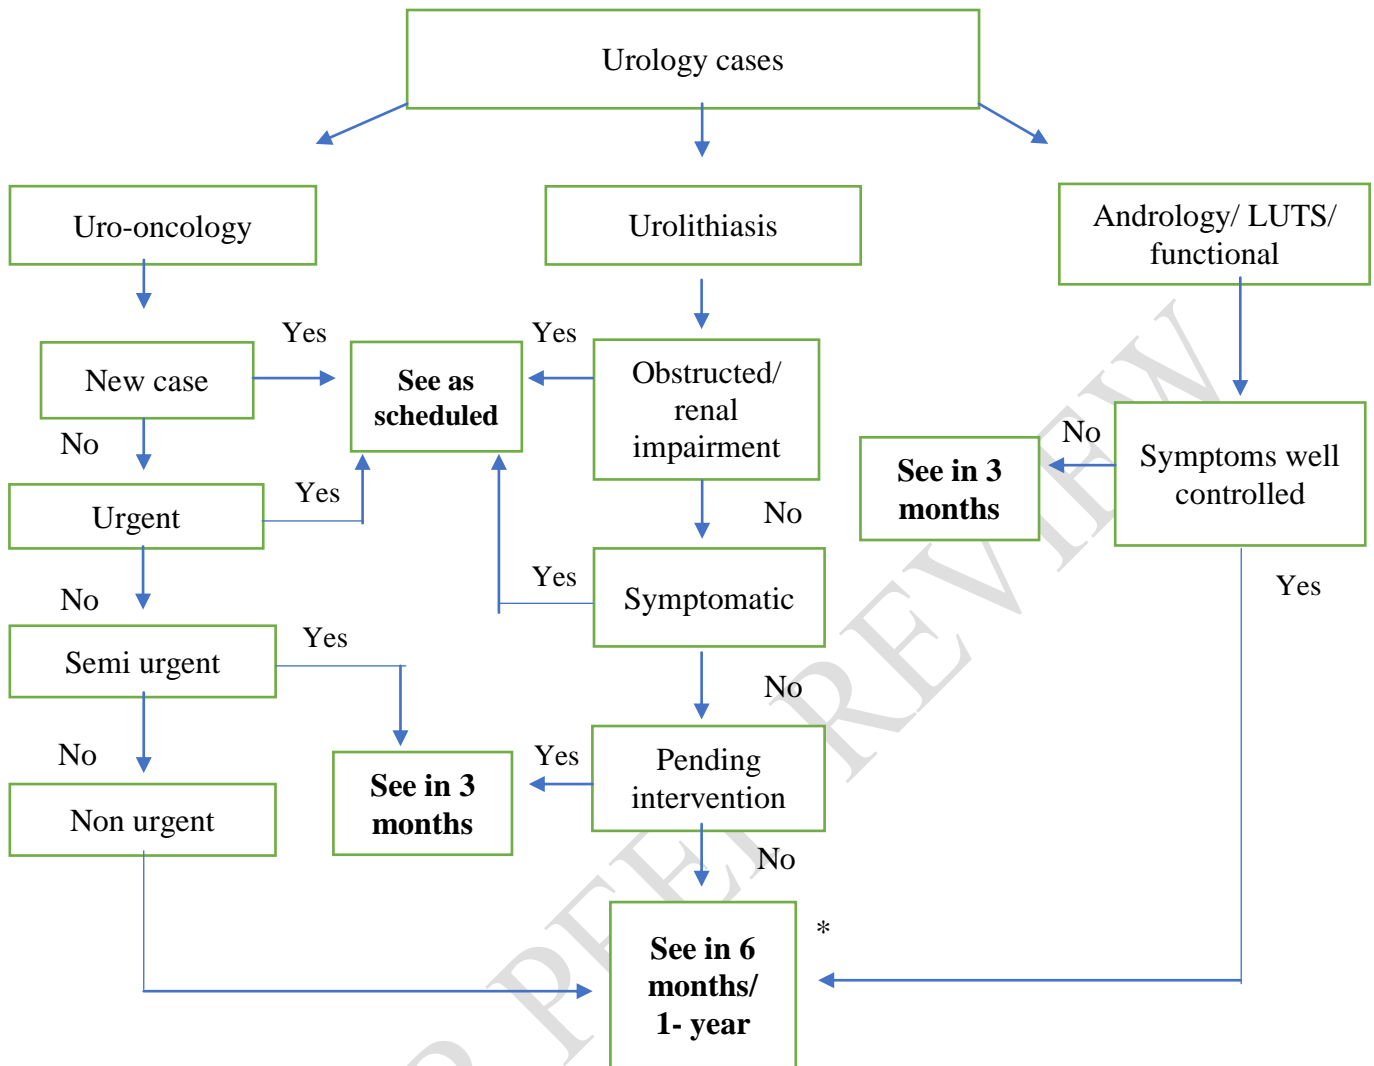 Urology cases
Uro-oncology
Urolithiasis
Andrology/ LUTS/
functional
Yes
Yes
New case
See as
scheduled
Obstructed/
renal
impairment
No
No
See in 3
months
Symptoms well
controlled
Urgent
Yes
No
Yes
Symptomatic
Yes
No
Semi urgent
Yes
No
No
Yes
See in 3
months
Pending
intervention
Non urgent
No
*
See in 6
months/
1- year
PEER REVIEW